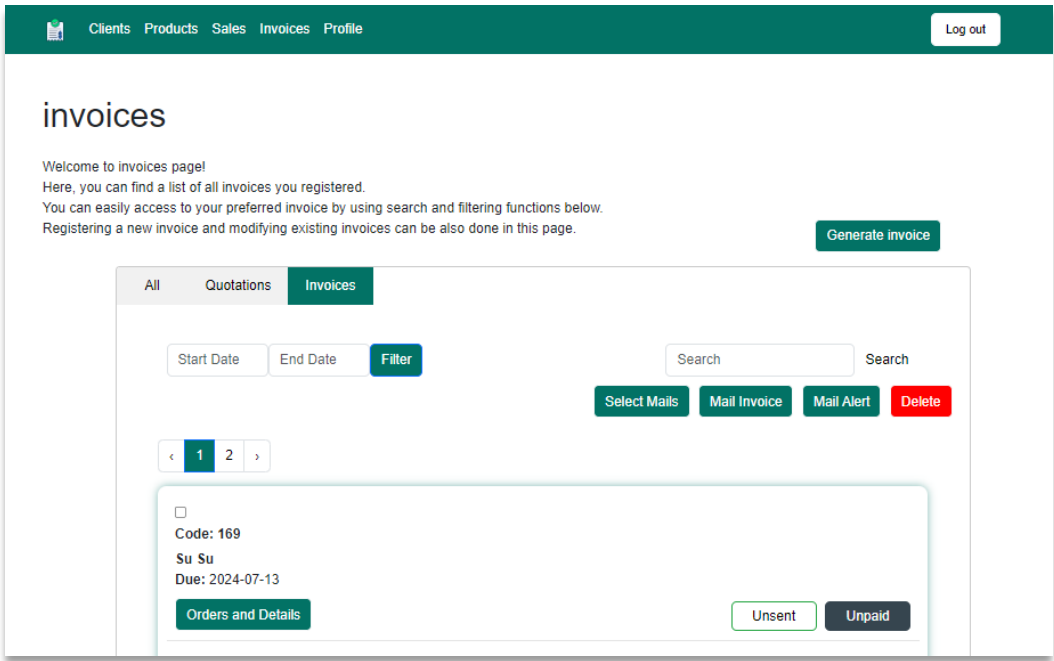 Clients Products Sales Invoices Profile Log out
invoices
Welcome to invoices page!
Here, you can find a list of all invoices you registered.
You can easily access to your preferred invoice by using search and filtering functions below.
Registering a new invoice and modifying existing invoices can be also done in this page.
Generate invoice
All Quotations Invoices
Start Date End Date Filter Search Search
Select Mails Mail Invoice Mail Alert Delete
‹ 1 2 ›
Code: 169
Su Su
Due: 2024-07-13
Orders and Details Unsent Unpaid